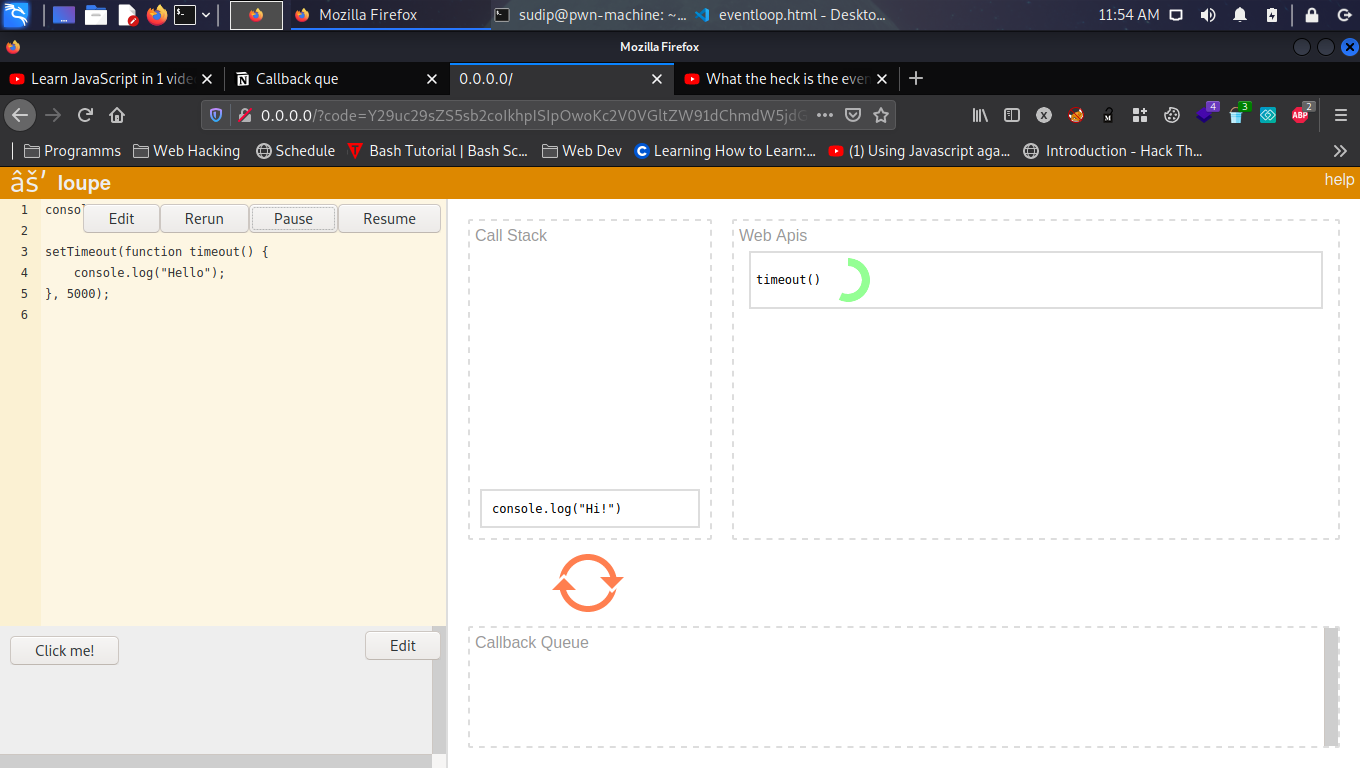 Mozilla Firefox
sudip@pwn-machine: ~...
eventloop.html - Deskto...
11:54 AM
Mozilla Firefox
Learn JavaScript in 1 vide
Callback que
0.0.0.0/
What the heck is the even
0.0.0.0/?code=
4
3
ABP
2
Programms
Web Hacking
Schedule
Bash Tutorial | Bash Sc...
Web Dev
Learning How to Learn:...
(1) Using Javascript aga...
Introduction - Hack Th...
âš’ loupe
help
1 consol
Edit
Rerun
Pause
Resume
2
3 setTimeout(function timeout() {
4 console.log("Hello");
5 }, 5000);
6
Call Stack
console.log("Hi!")
Web Apis
timeout()
Click me!
Edit
Callback Queue